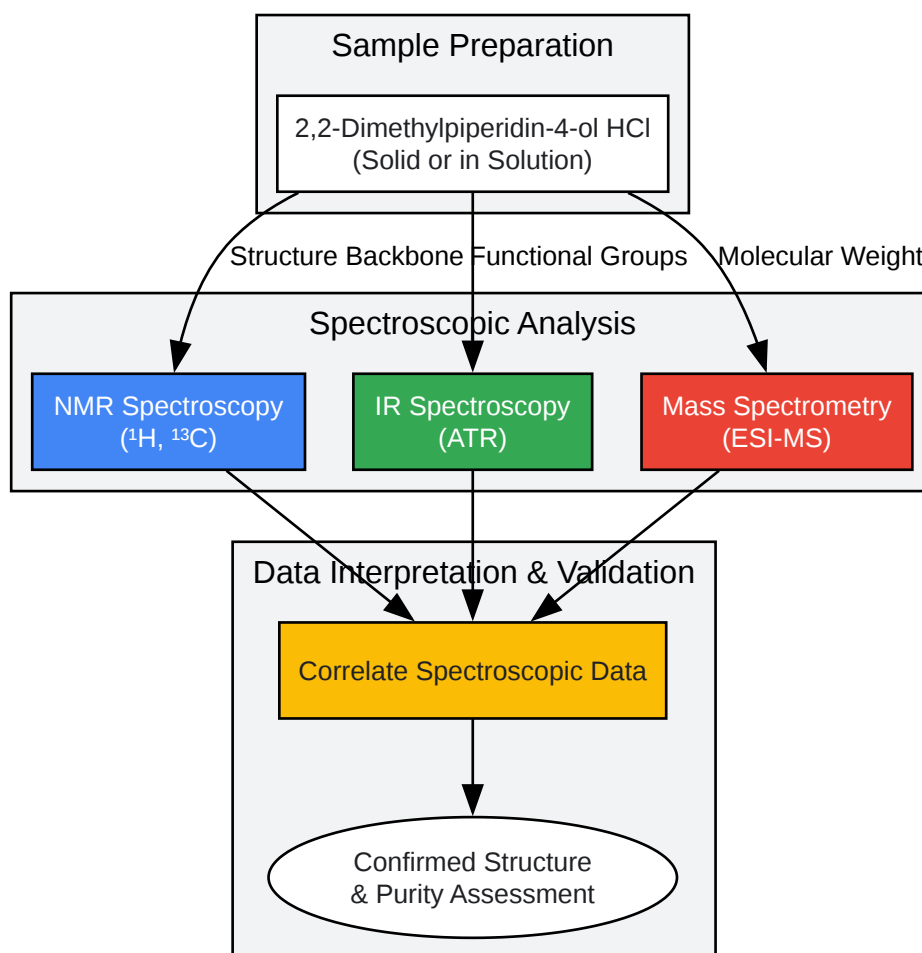 Sample Preparation
2,2-Dimethylpiperidin-4-ol HCl
(Solid or in Solution)
Structure Backbone
Functional Groups
Molecular Weight
Spectroscopic Analysis
NMR Spectroscopy
(¹H, ¹³C)
IR Spectroscopy
(ATR)
Mass Spectrometry
(ESI-MS)
Data Interpretation & Validation
Correlate Spectroscopic Data
Confirmed Structure
& Purity Assessment